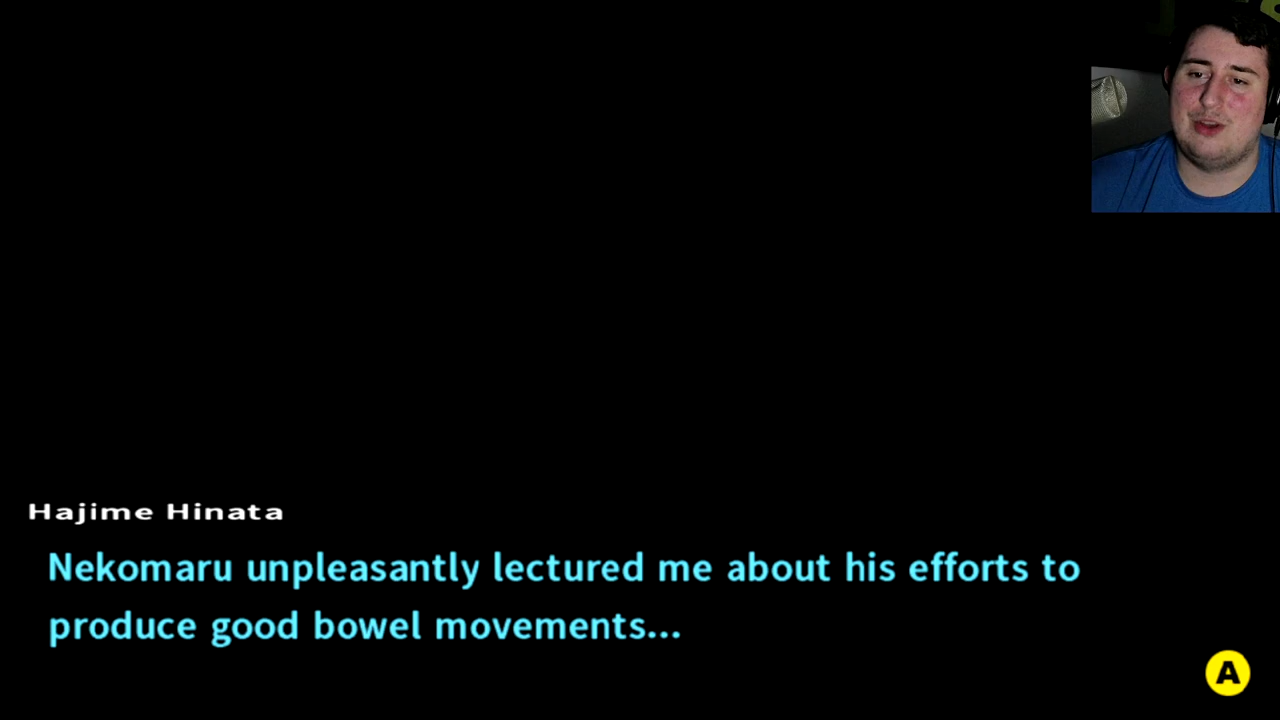 Hajime Hinata
Nekomaru unpleasantly lectured me about his efforts to
produce good bowel movements...
A